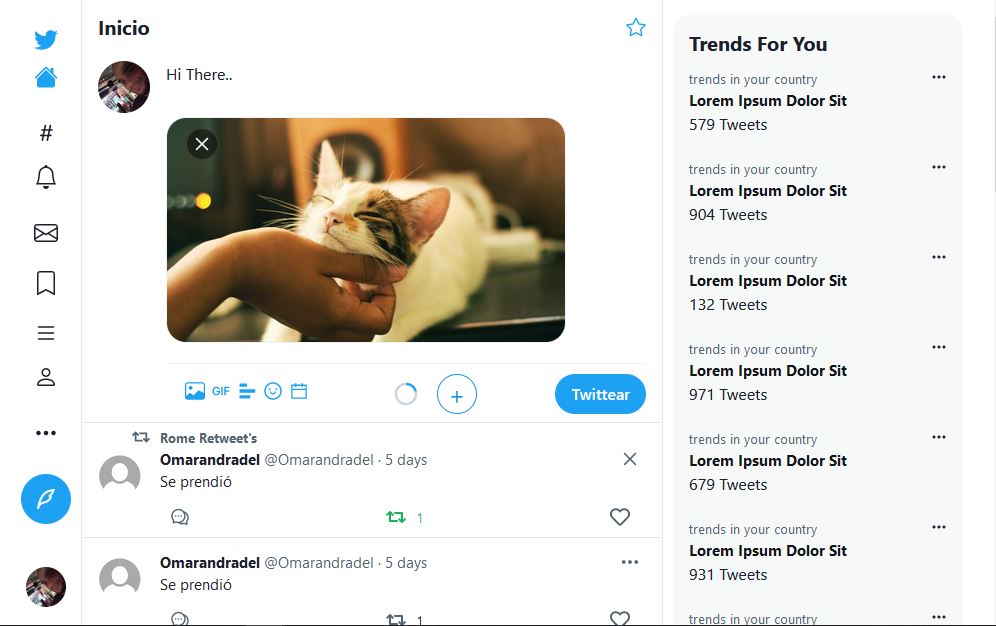 Inicio
Hi There..
GIF
Twittear
Rome Retweet's
Omarandradel @Omarandradel · 5 days
Se prendió
1
Omarandradel @Omarandradel · 5 days
Se prendió
1
Trends For You
trends in your country
Lorem Ipsum Dolor Sit
579 Tweets
trends in your country
Lorem Ipsum Dolor Sit
904 Tweets
trends in your country
Lorem Ipsum Dolor Sit
132 Tweets
trends in your country
Lorem Ipsum Dolor Sit
971 Tweets
trends in your country
Lorem Ipsum Dolor Sit
679 Tweets
trends in your country
Lorem Ipsum Dolor Sit
931 Tweets
trends in your country